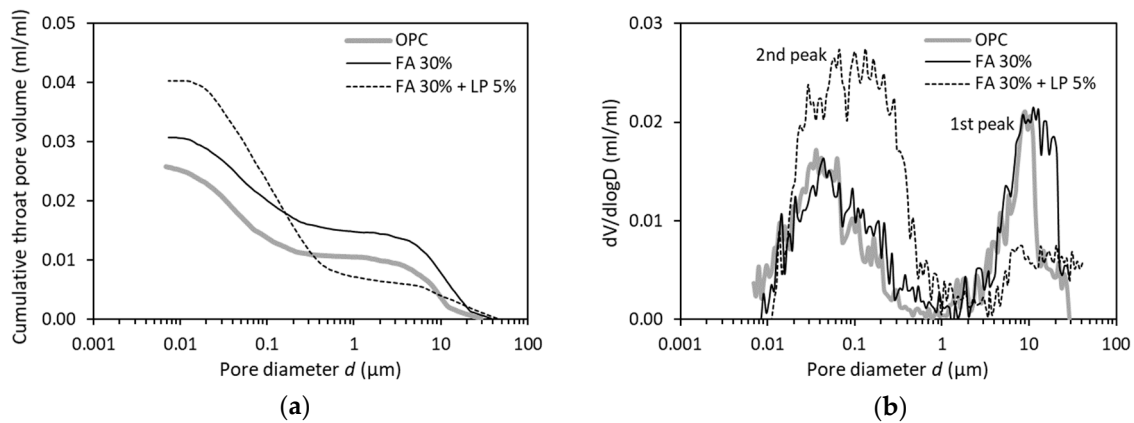 0.05
0.04
0.03
0.02
0.01
0.00
Cumulative throat pore volume (ml/ml)
OPC
FA 30%
FA 30% + LP 5%
0.001 0.01 0.1 1 10 100
Pore diameter d (µm)
(a)
0.03
0.02
0.01
0.00
dV/dlogD (ml/ml)
OPC
FA 30%
FA 30% + LP 5%
2nd peak
1st peak
0.001 0.01 0.1 1 10 100
Pore diameter d (µm)
(b)